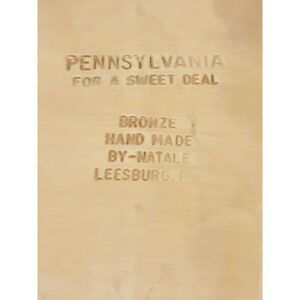 PENNSYLVANIA
FOR A SWEET DEAL
BRONZE
HAND MADE
BY-NATALE
LEESBURG. PA